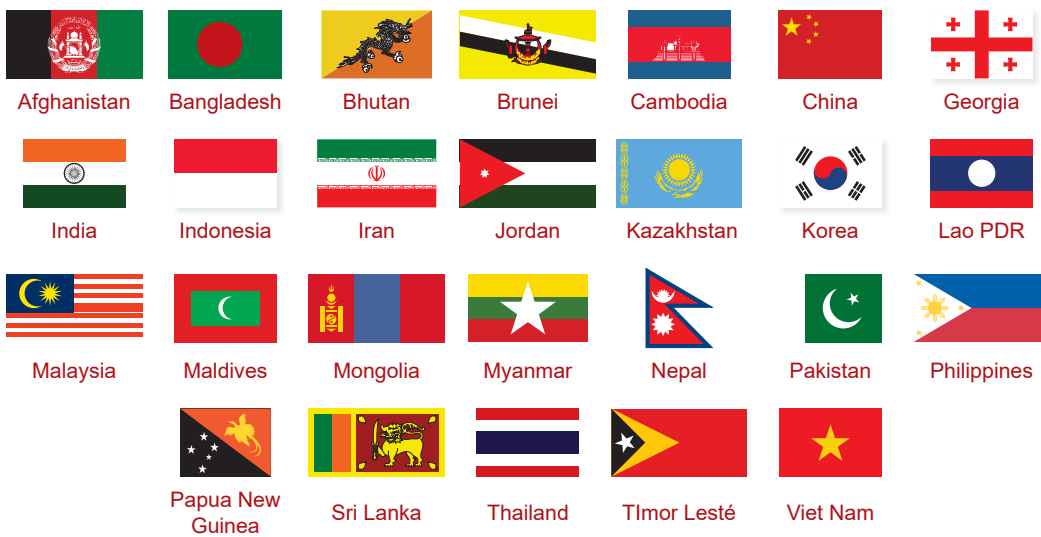 Afghanistan
Bangladesh
Bhutan
Brunei
Cambodia
China
Georgia
India
Indonesia
Iran
Jordan
Kazakhstan
Korea
Lao PDR
Malaysia
Maldives
Mongolia
Myanmar
Nepal
Pakistan
Philippines
Papua New
Guinea
Sri Lanka
Thailand
TImor Lesté
Viet Nam